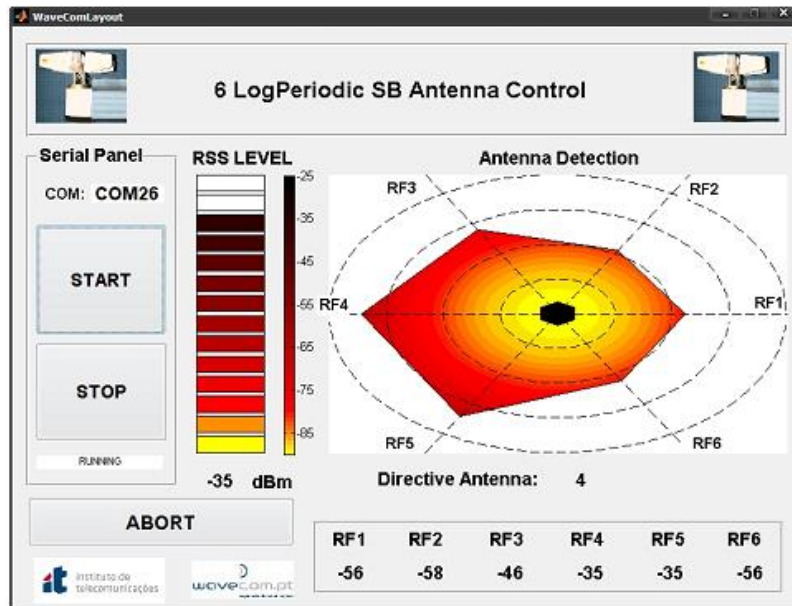 WaveComLayout
6 LogPeriodic SB Antenna Control
Serial Panel
COM: COM26
START
STOP
RUNNING
ABORT
RSS LEVEL
-25
-35
-45
-55
-65
-75
-85
-35 dBm
Antenna Detection
RF3
RF2
RF4
RF1
RF5
RF6
Directive Antenna: 4
RF1 RF2 RF3 RF4 RF5 RF6
-56 -58 -46 -35 -35 -56
it instituto de
telecomunicações
wavecom.pt